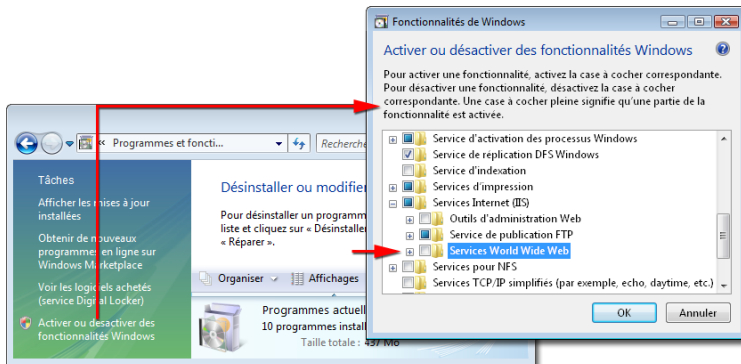 Programmes et foncti...
Recherche
Tâches
Afficher les mises à jour
installées
Obtenir de nouveaux
programmes en ligne sur
Windows Marketplace
Voir les logiciels achetés
(service Digital Locker)
Activer ou désactiver des
fonctionnalités Windows
Désinstaller ou modifie
Pour désinstaller un programm
liste et cliquez sur « Désinstaller
« Réparer ».
Organiser
Affichages
Programmes actuell
10 programmes install
Taille totale : 437 Mo
Fonctionnalités de Windows
Activer ou désactiver des fonctionnalités Windows
Pour activer une fonctionnalité, activez la case à cocher correspondante.
Pour désactiver une fonctionnalité, désactivez la case à cocher
correspondante. Une case à cocher pleine signifie qu'une partie de la
fonctionnalité est activée.
Service d'activation des processus Windows
Service de réplication DFS Windows
Service d'indexation
Services d'impression
Services Internet (IIS)
Outils d'administration Web
Service de publication FTP
Services World Wide Web
Services pour NFS
Services TCP/IP simplifiés (par exemple, echo, daytime, etc.)
OK
Annuler